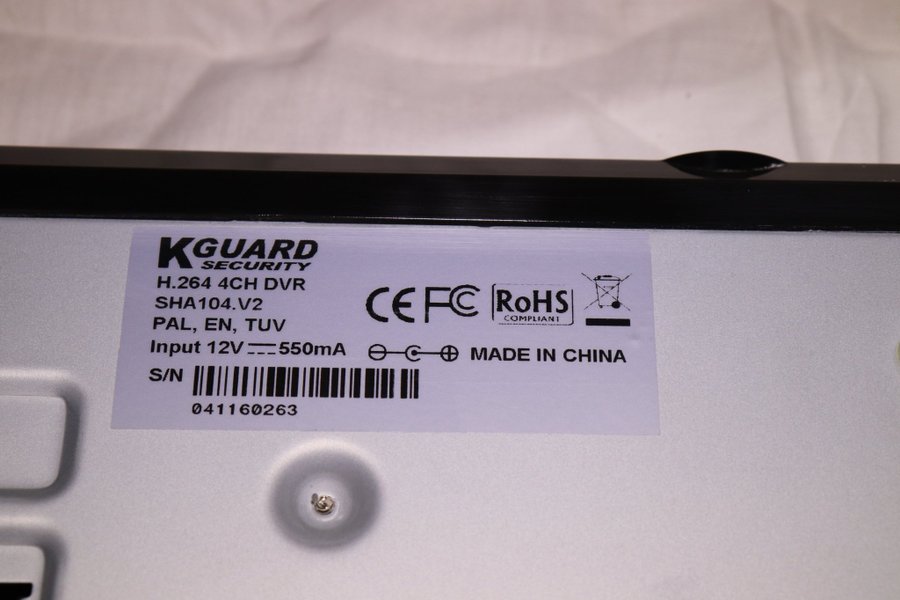 KGUARD
SECURITY
H.264 4CH DVR
SHA104.V2
PAL, EN, TUV
Input 12V 550mA
CE FC RoHS
COMPLIANT
MADE IN CHINA
S/N
041160263